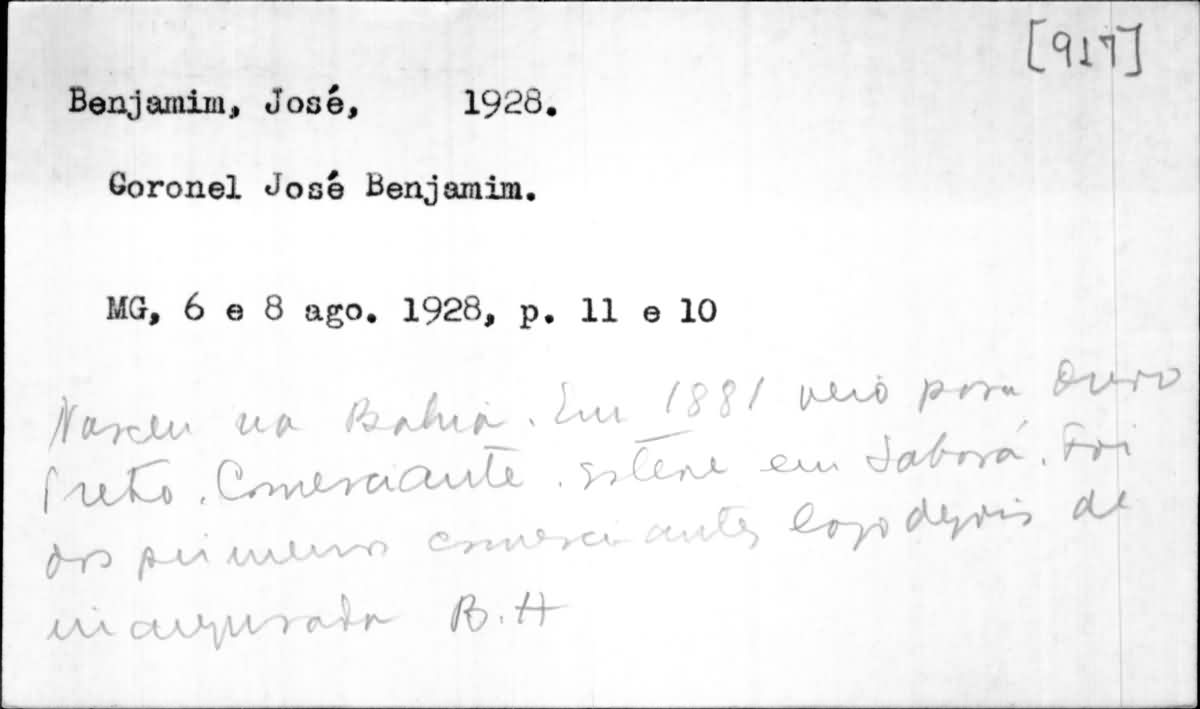 [917]
Benjamim, José, 1928.
Goronel José Benjamim.
MG, 6 e 8 ago. 1928, p. 11 e 10
Nasceu na Bahia. Em 1881 veio para Ouro
Preto. Comerciante. Esteve em Sabará. Foi
dos primeiros comerciantes logo depois de
inaugurada B.H